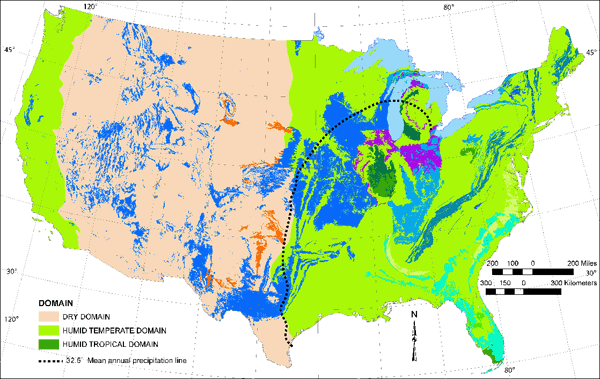 120°
80°
45°
45°
30°
30°
120°
80°
200 100 0 200 Miles
300 150 0 300 Kilometers
N
DOMAIN
DRY DOMAIN
HUMID TEMPERATE DOMAIN
HUMID TROPICAL DOMAIN
32.5" Mean annual precipitation line